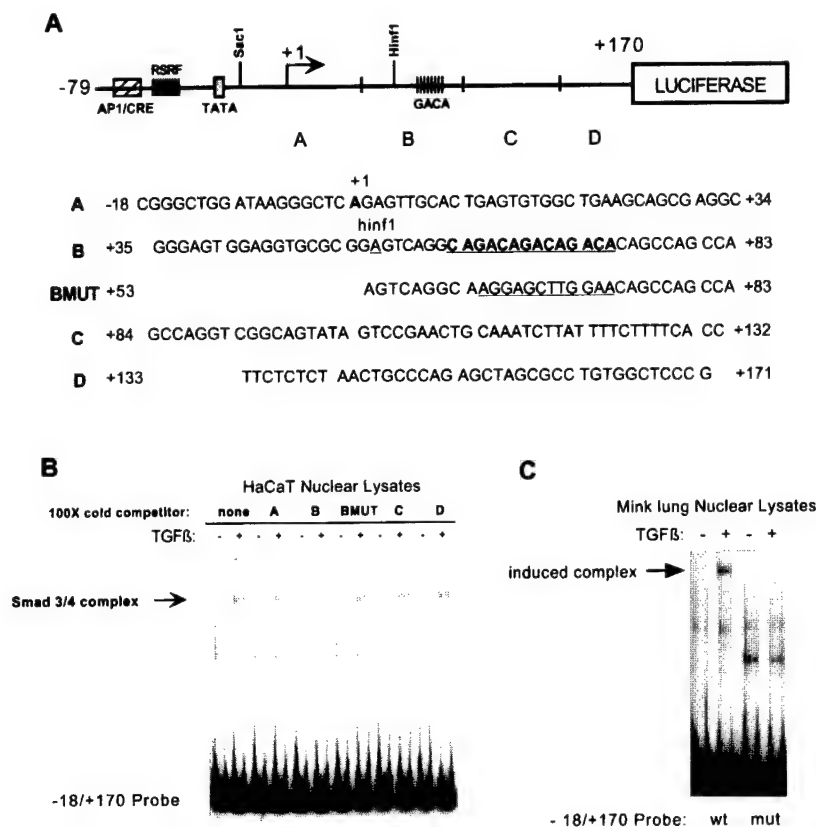 A
-79
AP1/CRE
RSRF
TATA
Sac1
+1
Hinf1
GACA
+170
LUCIFERASE
A B C D
+1
A -18 CGGGCTGG ATAAGGGCTC AGAGTTGCAC TGAGTGTGGC TGAAGCAGCG AGGC +34
hinf1
B +35 GGGAGT GGAGGTGCGC GGAGTCAGGC AGACAGACAG ACACAGCCAG CCA +83
BMUT +53 AGTCAGGCA AGGAGCTTGG AACAGCCAG CCA +83
C +84 GCCAGGT CGGCAGTATA GTCCGAACTG CAAATCTTAT TTTCTTTTCA CC +132
D +133 TTCTCTCT AACTGCCCAG AGCTAGCGCC TGTGGCTCCC G +171
B
HaCaT Nuclear Lysates
100X cold competitor: none A B BMUT C D
TGFß: - + - + - + - + - + - +
Smad 3/4 complex
-18/+170 Probe
C
Mink lung Nuclear Lysates
TGFß: - + - +
induced complex
- 18/+170 Probe: wt mut